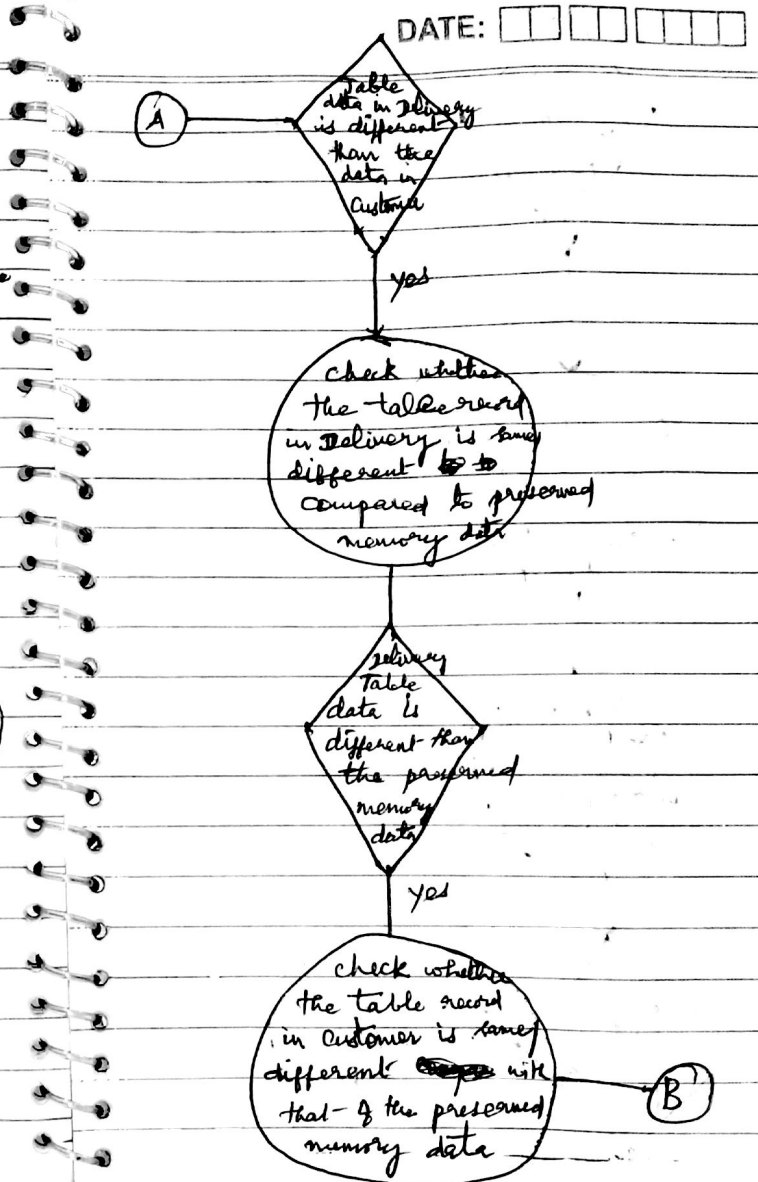 DATE:
A
Table
data in Delivery
is different
than the
data in
Customer
yes
check whether
the table record
in Delivery is same/
different
compared to preserved
memory data
Delivery
Table
data is
different than
the preserved
memory
data
yes
check whether
the table record
in customer is same/
different with
that of the preserved
memory data
B